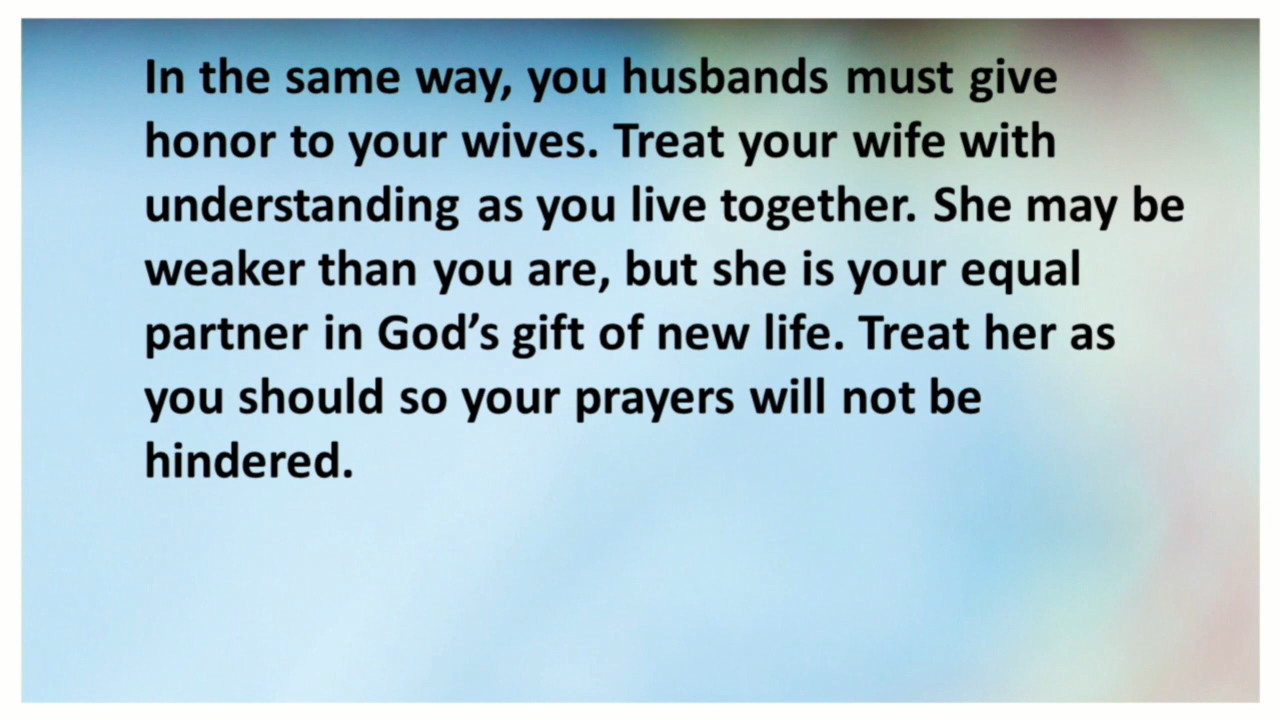 In the same way, you husbands must give
honor to your wives. Treat your wife with
understanding as you live together. She may be
weaker than you are, but she is your equal
partner in God’s gift of new life. Treat her as
you should so your prayers will not be
hindered.